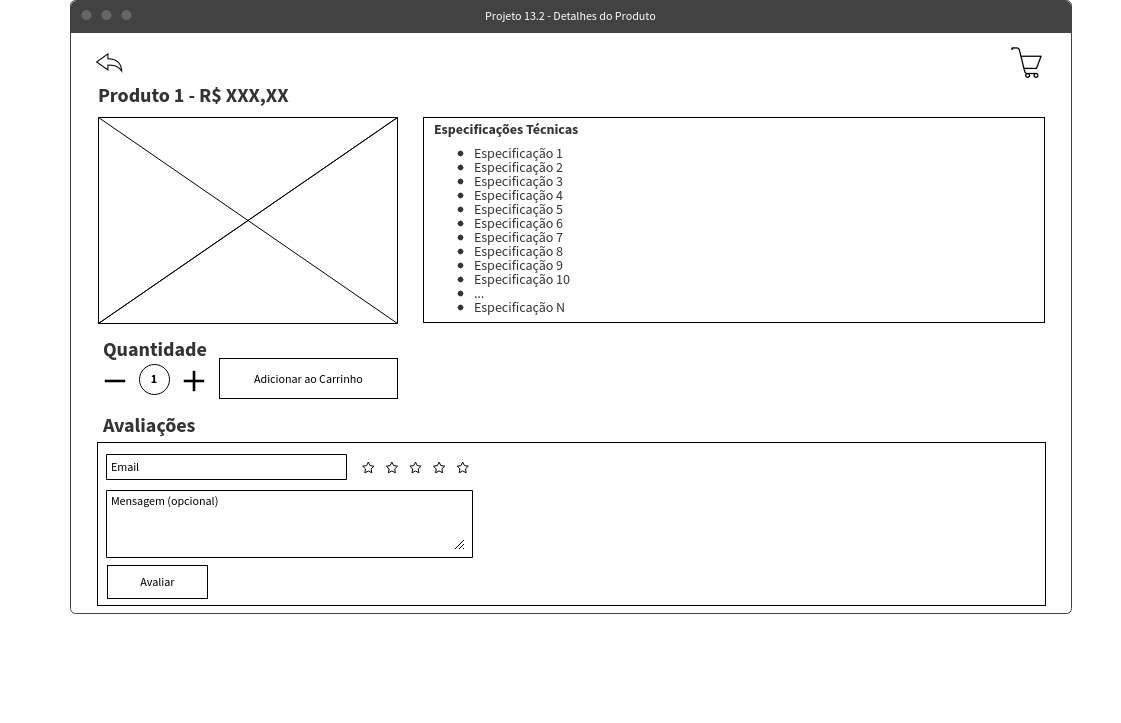 Projeto 13.2 - Detalhes do Produto
Produto 1 - R$ XXX,XX
Especificações Técnicas
Especificação 1
Especificação 2
Especificação 3
Especificação 4
Especificação 5
Especificação 6
Especificação 7
Especificação 8
Especificação 9
Especificação 10
...
Especificação N
Quantidade
1
Adicionar ao Carrinho
Avaliações
Email
Mensagem (opcional)
Avaliar